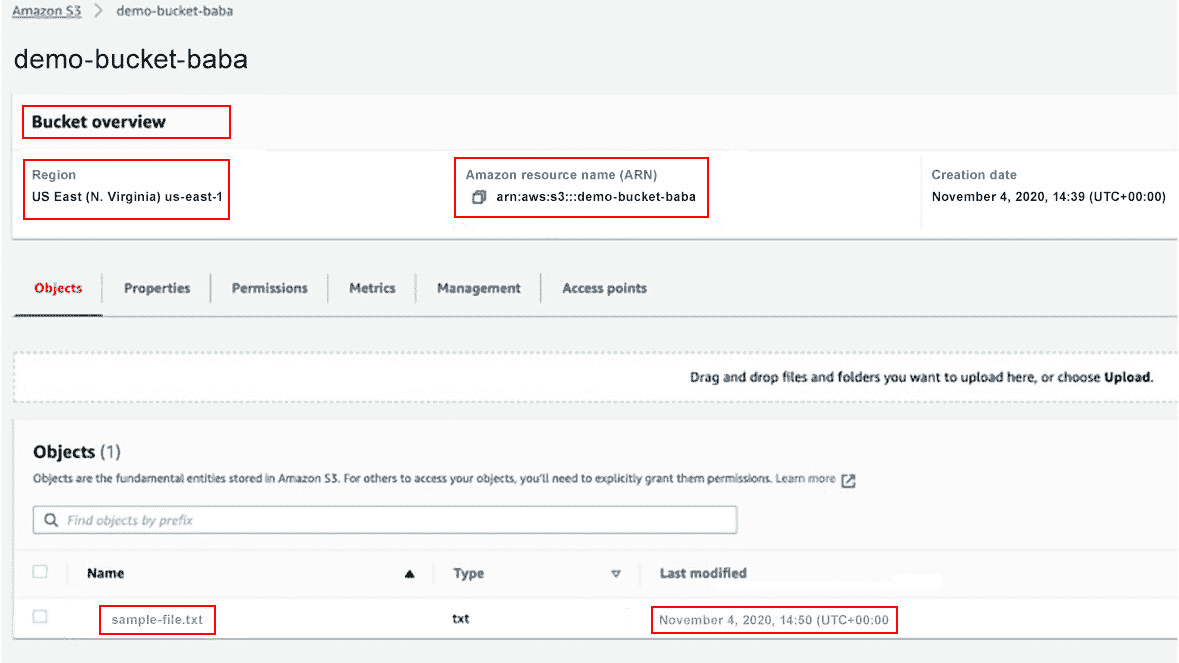 Amazon S3 > demo-bucket-baba
demo-bucket-baba
Bucket overview
Region
US East (N. Virginia) us-east-1
Amazon resource name (ARN)
arn:aws:s3:::demo-bucket-baba
Creation date
November 4, 2020, 14:39 (UTC+00:00)
Objects Properties Permissions Metrics Management Access points
Drag and drop files and folders you want to upload here, or choose Upload.
Objects (1)
Objects are the fundamental entities stored in Amazon S3. For others to access your objects, you'll need to explicitly grant them permissions. Learn more
Find objects by prefix
Name Type Last modified
sample-file.txt txt November 4, 2020, 14:50 (UTC+00:00